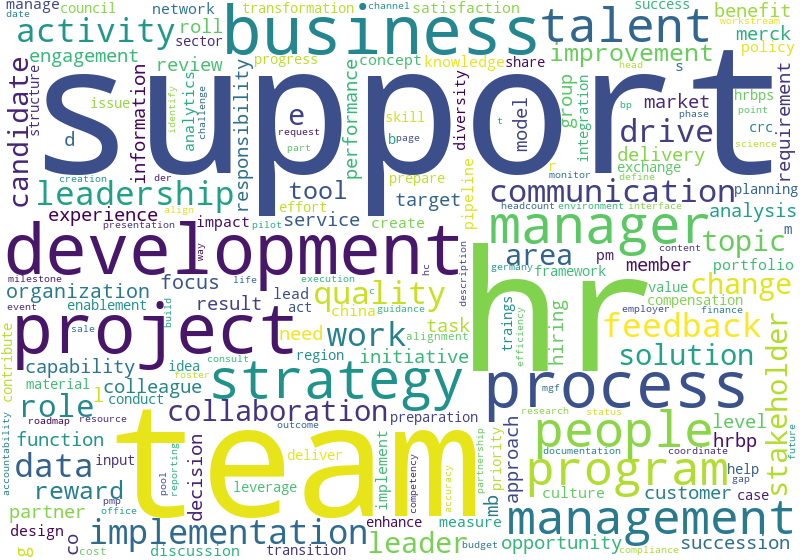 manage council network transformation satisfaction channel success benefit date
activity roll business talent workstream merck
engagement sector progress concept knowledge share improvement s policy
candidate structure issue review analytics identify challenge responsibility support head
information d e request part performance skill b page diversity model group integration market hrbps requirement
drive bp phase point crc t science
creation der tool prepare pipeline r delivery exchange monitor define
leadership align effort target communication planning
experience presentation pilot impact service create headcount environment interface analysis
development way hc description manager topic m
milestone organization focus life execution area pm member content portfolio
event enablement build result lead act c guidance quality germany framework value change
project sale china alignment task hr employer compensation finance
contribute need work efficiency hiring traings feedback
capability idea region initiative solution
material colleague consult foster strategy process mgf
role l conduct collaboration preparation research status people level stakeholder
accountability roadmap resource outcome team partnership
function input decision deliver priority approach documentation coordinate hrbp future
data pool reporting implement competency accuracy program help gap
reward leverage mb culture customer case
partner pmp office measure
design co implementation enhance management
g cost discussion transition leader budget opportunity compliance succession